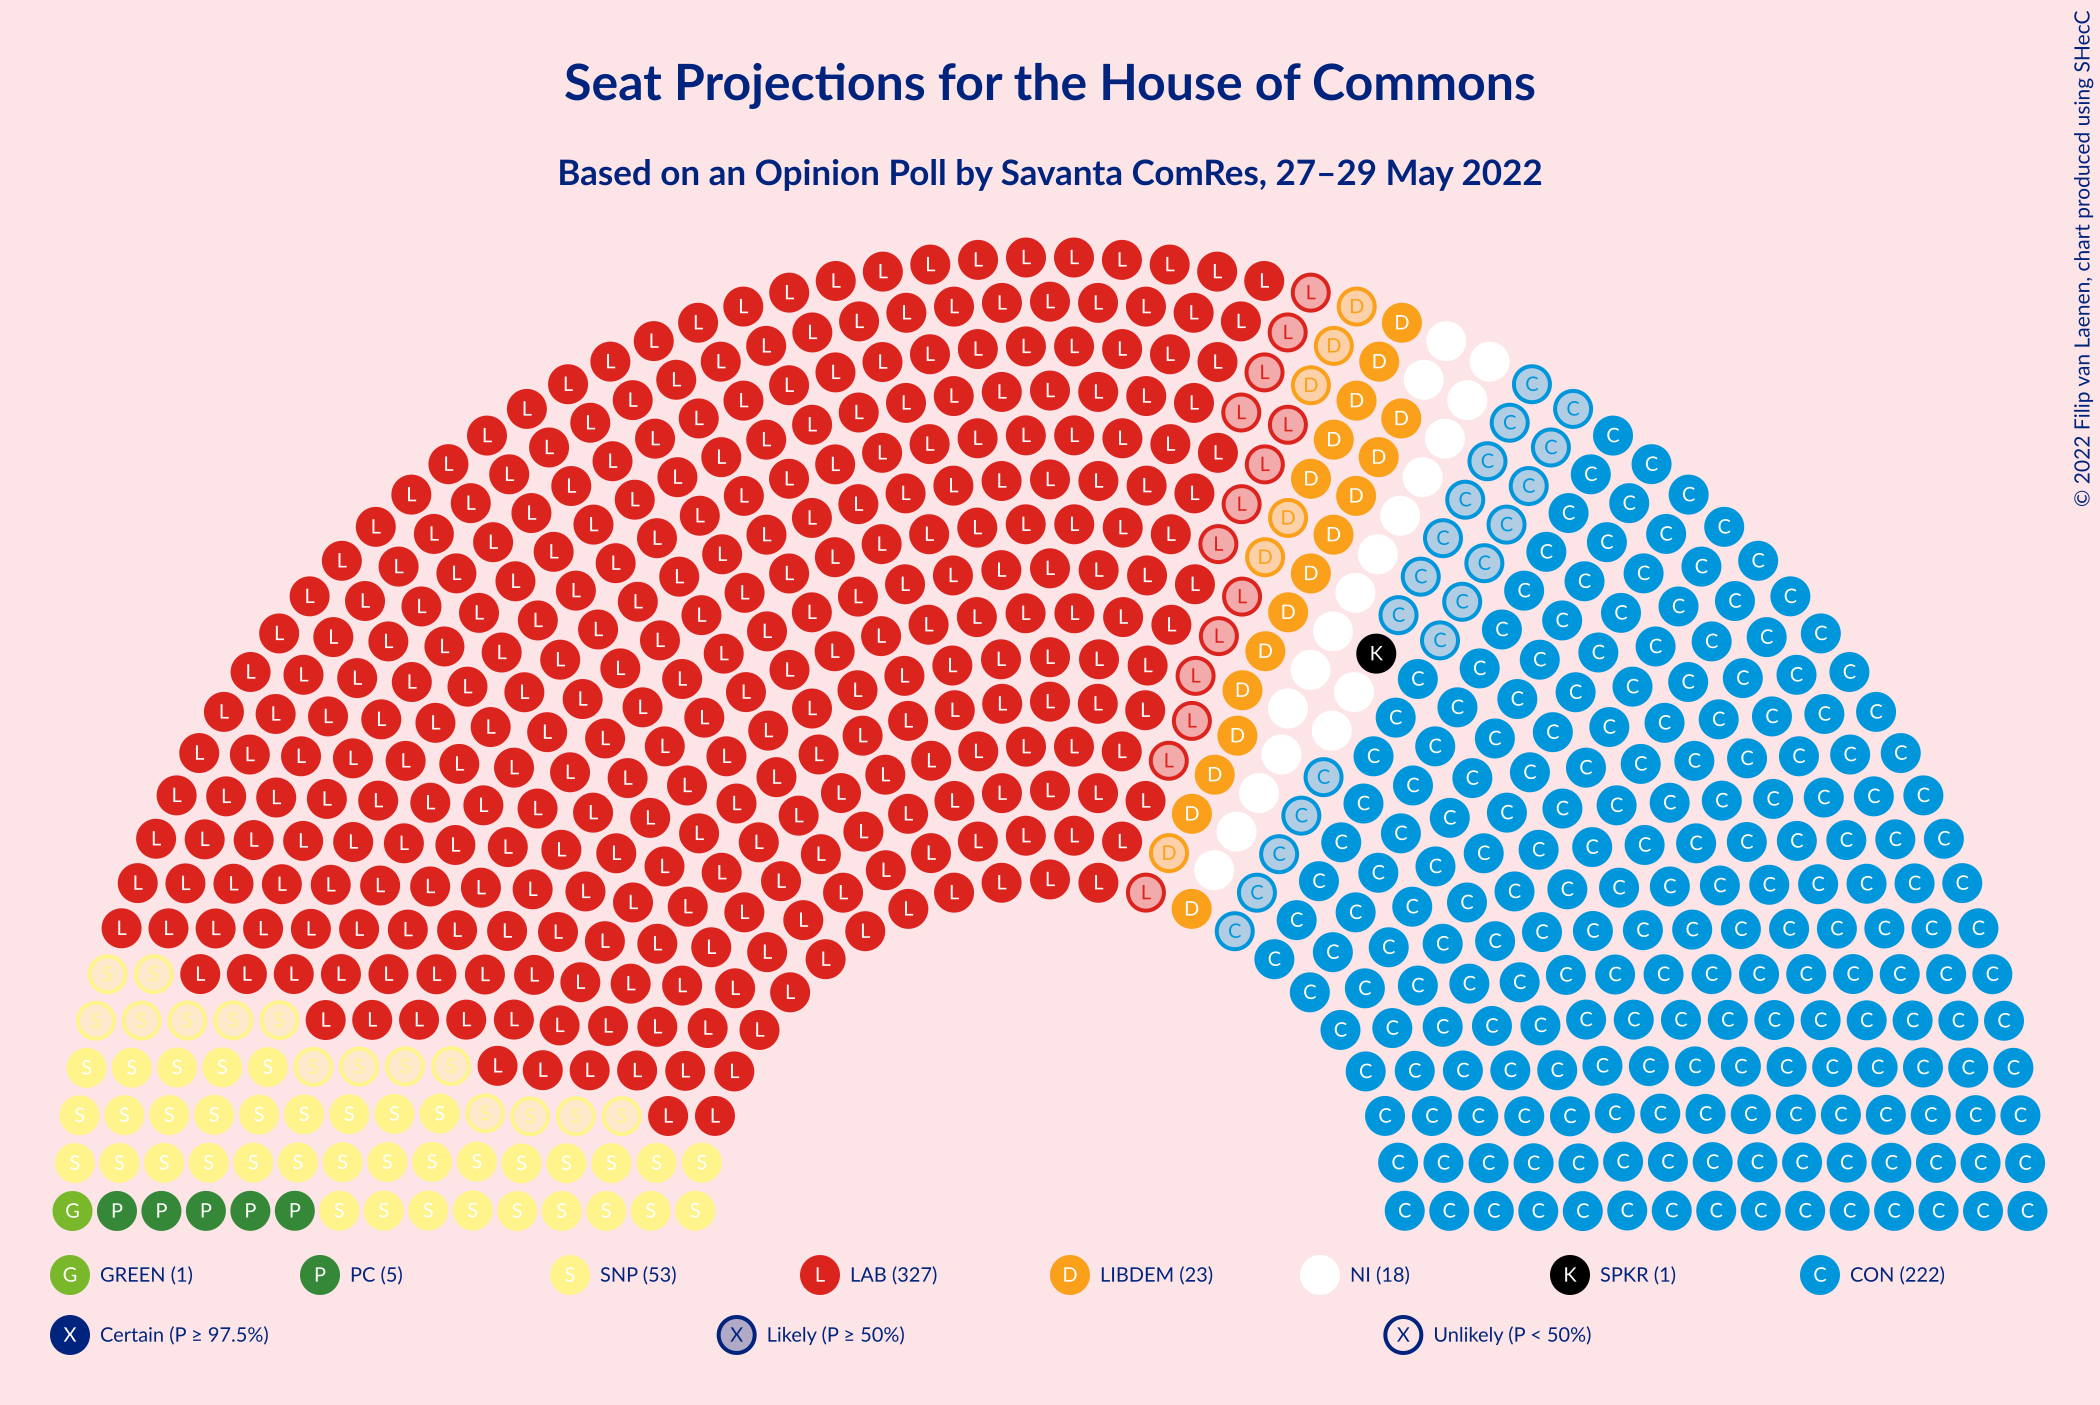 Seat Projections for the House of Commons
Based on an Opinion Poll by Savanta ComRes, 27–29 May 2022
© 2022 Filip van Laenen, chart produced using SHecC
G GREEN (1)
P PC (5)
S SNP (53)
L LAB (327)
D LIBDEM (23)
NI (18)
K SPKR (1)
C CON (222)
X Certain (P ≥ 97.5%)
X Likely (P ≥ 50%)
X Unlikely (P < 50%)